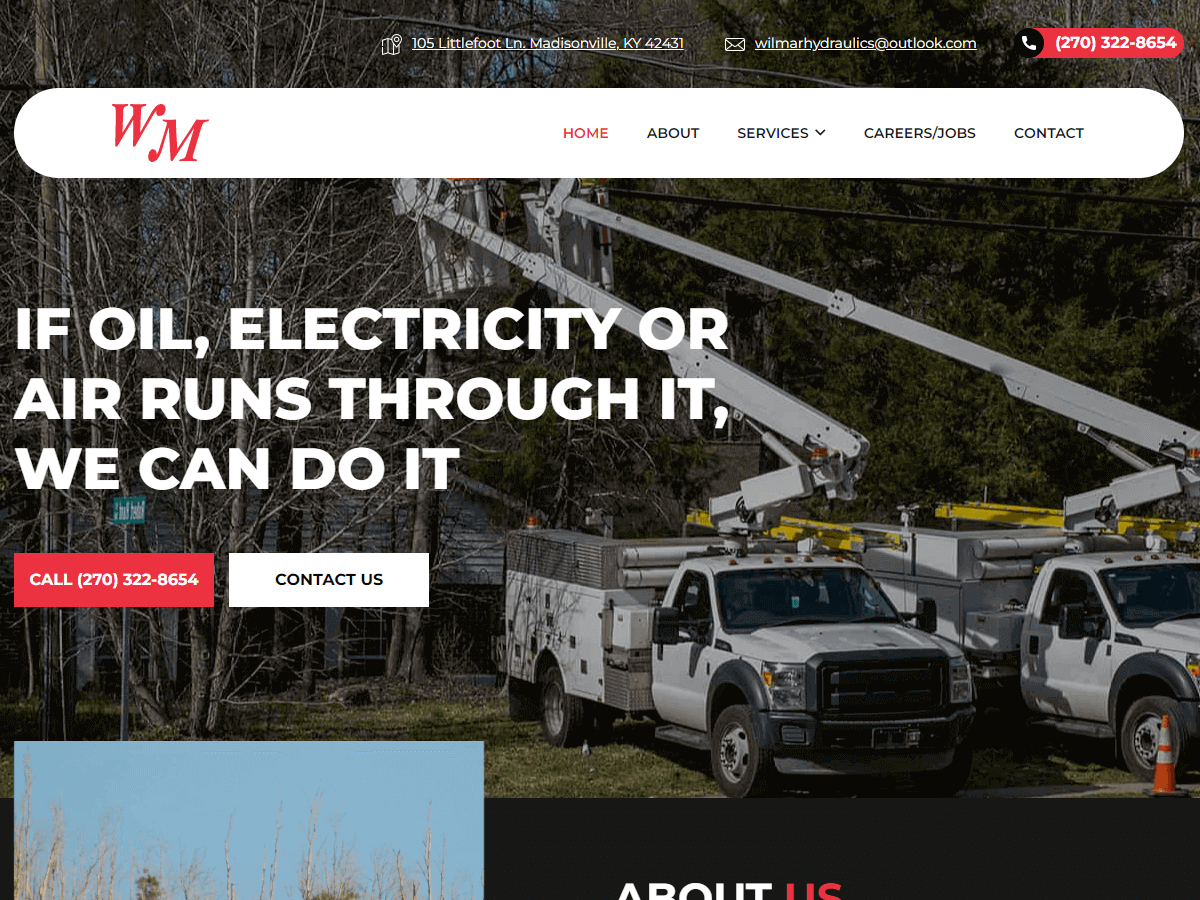 105 Littlefoot Ln. Madisonville, KY 42431
wilmarhydraulics@outlook.com
(270) 322-8654
WM
HOME
ABOUT
SERVICES
CAREERS/JOBS
CONTACT
IF OIL, ELECTRICITY OR
AIR RUNS THROUGH IT,
WE CAN DO IT
CALL (270) 322-8654
CONTACT US
ABOUT US